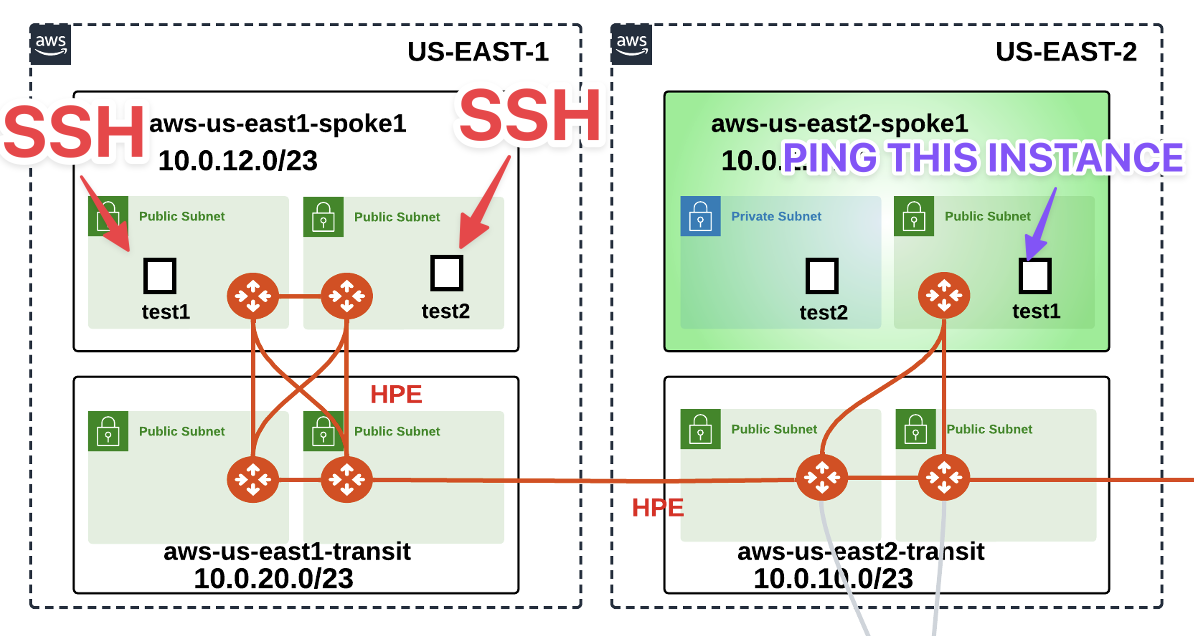 aws
US-EAST-1
SSH
SSH
aws-us-east1-spoke1
10.0.12.0/23
Public Subnet
Public Subnet
test1
test2
HPE
Public Subnet
Public Subnet
aws-us-east1-transit
10.0.20.0/23
aws
US-EAST-2
aws-us-east2-spoke1
10.0.
PING THIS INSTANCE
Private Subnet
Public Subnet
test2
test1
HPE
Public Subnet
Public Subnet
aws-us-east2-transit
10.0.10.0/23